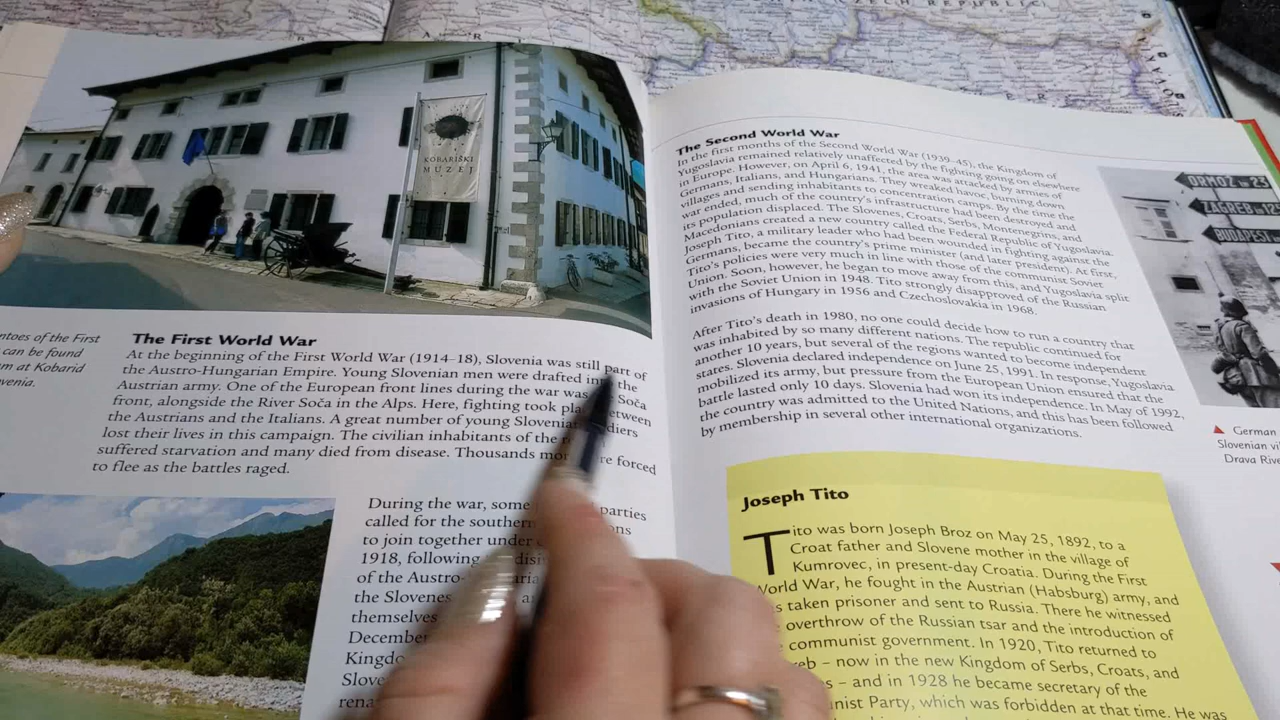 CZECH REPUBLIC
KOBARIŠKI
MUZEJ
ntoes of the First
can be found
m at Kobarid
venia.
The First World War
At the beginning of the First World War (1914–18), Slovenia was still part of
the Austro-Hungarian Empire. Young Slovenian men were drafted into the
Austrian army. One of the European front lines during the war was Soča
front, alongside the River Soča in the Alps. Here, fighting took pla etween
the Austrians and the Italians. A great number of young Slovenia diers
lost their lives in this campaign. The civilian inhabitants of the re
suffered starvation and many died from disease. Thousands mor re forced
to flee as the battles raged.
During the war, some parties
called for the southern ons
to join together under
1918, following disi
of the Austro- aria
the Slovenes a
themselves
December
Kingdo
Slove
rena
The Second World War
In the first months of the Second World War (1939–45), the Kingdom of
Yugoslavia remained relatively unaffected by the fighting going on elsewhere
in Europe. However, on April 6, 1941, the area was attacked by armies of
Germans, Italians, and Hungarians. They wreaked havoc, burning down
villages and sending inhabitants to concentration camps. By the time the
war ended, much of the country's infrastructure had been destroyed and
its population displaced. The Slovenes, Croats, Serbs, Montenegrins, and
Macedonians created a new country called the Federal Republic of Yugoslavia.
Joseph Tito, a military leader who had been wounded in fighting against the
Germans, became the country's prime minister (and later president). At first,
Tito's policies were very much in line with those of the communist Soviet
Union. Soon, however, he began to move away from this, and Yugoslavia split
with the Soviet Union in 1948. Tito strongly disapproved of the Russian
invasions of Hungary in 1956 and Czechoslovakia in 1968.
After Tito's death in 1980, no one could decide how to run a country that
was inhabited by so many different nations. The republic continued for
another 10 years, but several of the regions wanted to become independent
states. Slovenia declared independence on June 25, 1991. In response, Yugoslavia
mobilized its army, but pressure from the European Union ensured that the
battle lasted only 10 days. Slovenia had won its independence. In May of 1992,
the country was admitted to the United Nations, and this has been followed
by membership in several other international organizations.
ORMOZ
ZAGREB
BUDAPEST
German
Slovenian vi
Drava Rive
Joseph Tito
Tito was born Joseph Broz on May 25, 1892, to a
Croat father and Slovene mother in the village of
Kumrovec, in present-day Croatia. During the First
World War, he fought in the Austrian (Habsburg) army, and
s taken prisoner and sent to Russia. There he witnessed
overthrow of the Russian tsar and the introduction of
communist government. In 1920, Tito returned to
reb – now in the new Kingdom of Serbs, Croats, and
s – and in 1928 he became secretary of the
nist Party, which was forbidden at that time. He was